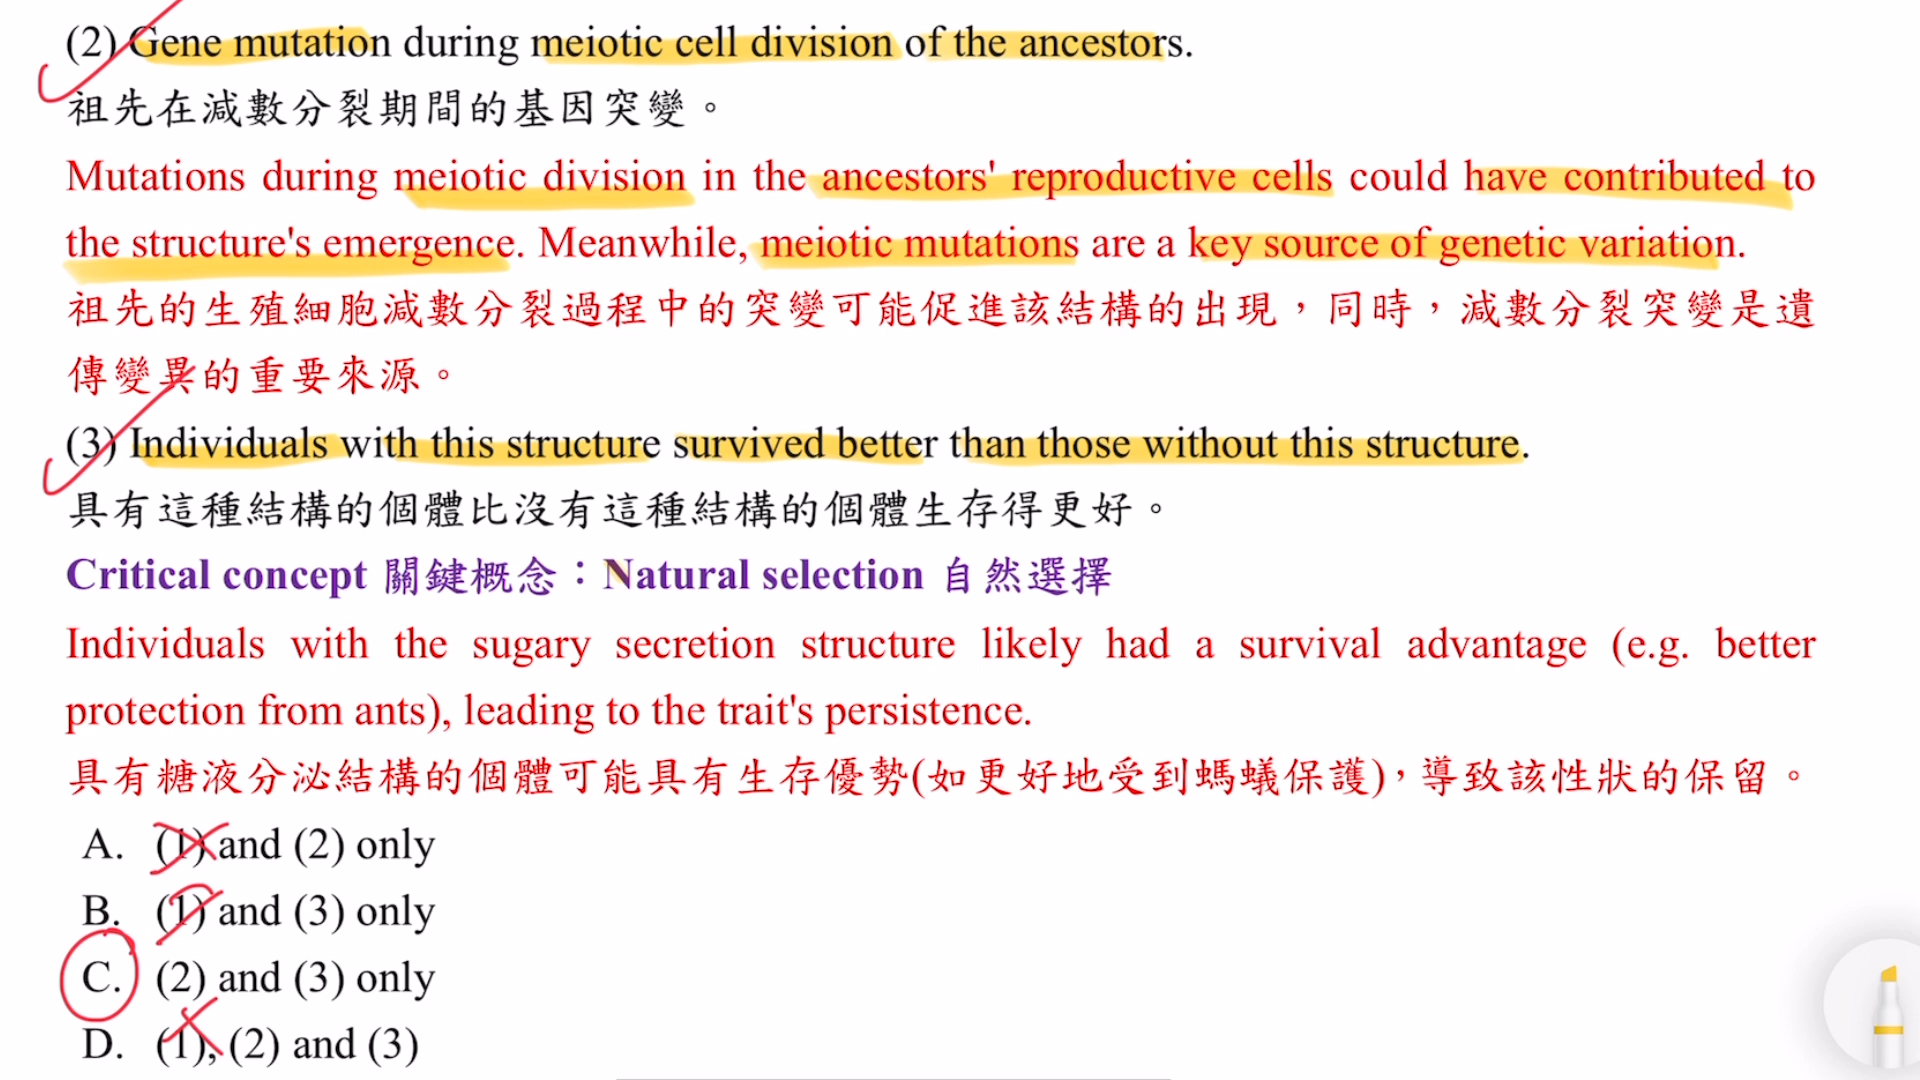 (2) Gene mutation during meiotic cell division of the ancestors.
祖先在減數分裂期間的基因突變。
Mutations during meiotic division in the ancestors' reproductive cells could have contributed to
the structure's emergence. Meanwhile, meiotic mutations are a key source of genetic variation.
祖先的生殖細胞減數分裂過程中的突變可能促進該結構的出現，同時，減數分裂突變是遺
傳變異的重要來源。
(3) Individuals with this structure survived better than those without this structure.
具有這種結構的個體比沒有這種結構的個體生存得更好。
Critical concept 關鍵概念：Natural selection 自然選擇
Individuals with the sugary secretion structure likely had a survival advantage (e.g. better
protection from ants), leading to the trait's persistence.
具有糖液分泌結構的個體可能具有生存優勢(如更好地受到螞蟻保護)，導致該性狀的保留。
A. (1) and (2) only
B. (1) and (3) only
C. (2) and (3) only
D. (1), (2) and (3)